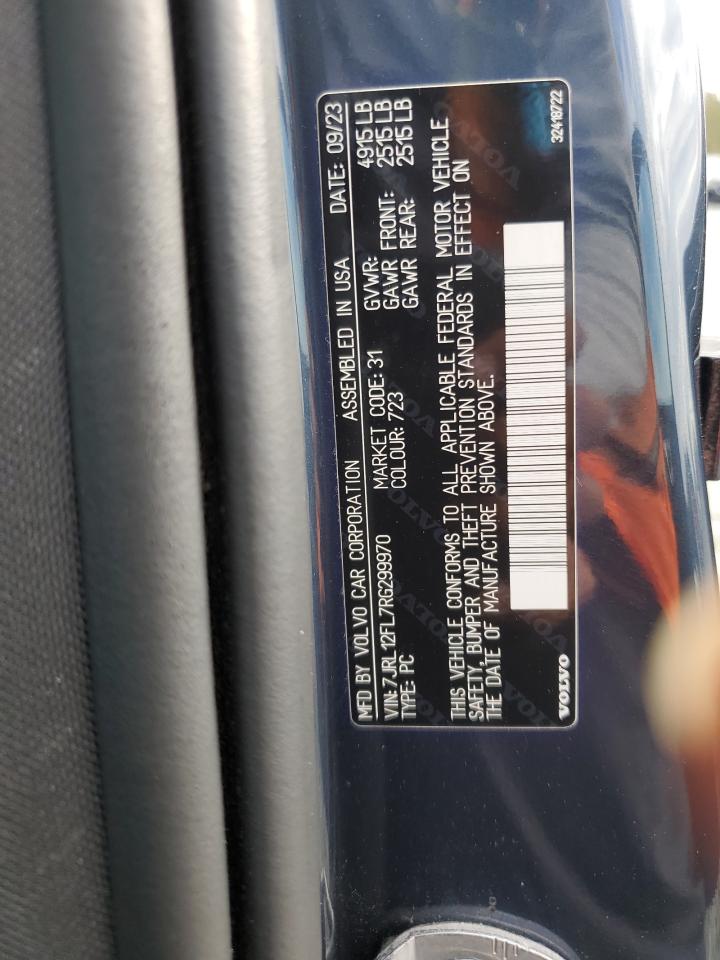 MFD BY VOLVO CAR CORPORATION ASSEMBLED IN USA DATE: 09/23
VIN: 7JRL12FL7RG299970 MARKET CODE: 31 GVWR: 4915 LB
TYPE: PC COLOUR: 723 GAWR FRONT: 2515 LB
GAWR REAR: 2515 LB
THIS VEHICLE CONFORMS TO ALL APPLICABLE FEDERAL MOTOR VEHICLE
SAFETY, BUMPER AND THEFT PREVENTION STANDARDS IN EFFECT ON
THE DATE OF MANUFACTURE SHOWN ABOVE.
VOLVO 32418722